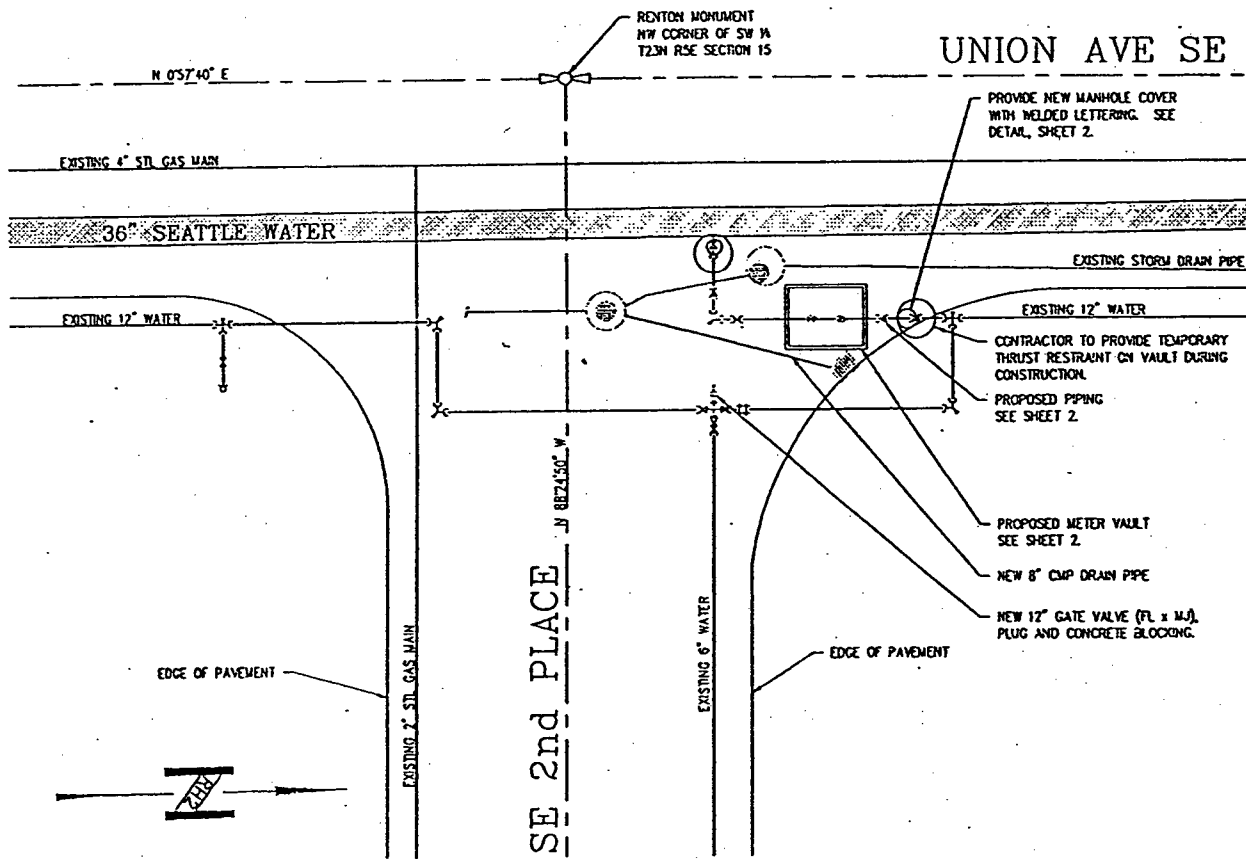 RENTON MONUMENT
NW CORNER OF SW ¼
T23N R5E SECTION 15
UNION AVE SE
N 0°57'40" E
PROVIDE NEW MANHOLE COVER
WITH WELDED LETTERING. SEE
DETAIL, SHEET 2.
EXISTING 4" STL GAS MAIN
36" SEATTLE WATER
EXISTING STORM DRAIN PIPE
EXISTING 12" WATER
EXISTING 12" WATER
CONTRACTOR TO PROVIDE TEMPORARY
THRUST RESTRAINT ON VAULT DURING
CONSTRUCTION.
PROPOSED PIPING
SEE SHEET 2.
N 88°24'50" W
PROPOSED METER VAULT
SEE SHEET 2.
NEW 8" CMP DRAIN PIPE
NEW 12" GATE VALVE (FL x MJ),
PLUG AND CONCRETE BLOCKING.
EDGE OF PAVEMENT
EDGE OF PAVEMENT
EXISTING 2" STL GAS MAIN
SE 2nd PLACE
EXISTING 6" WATER
RH2